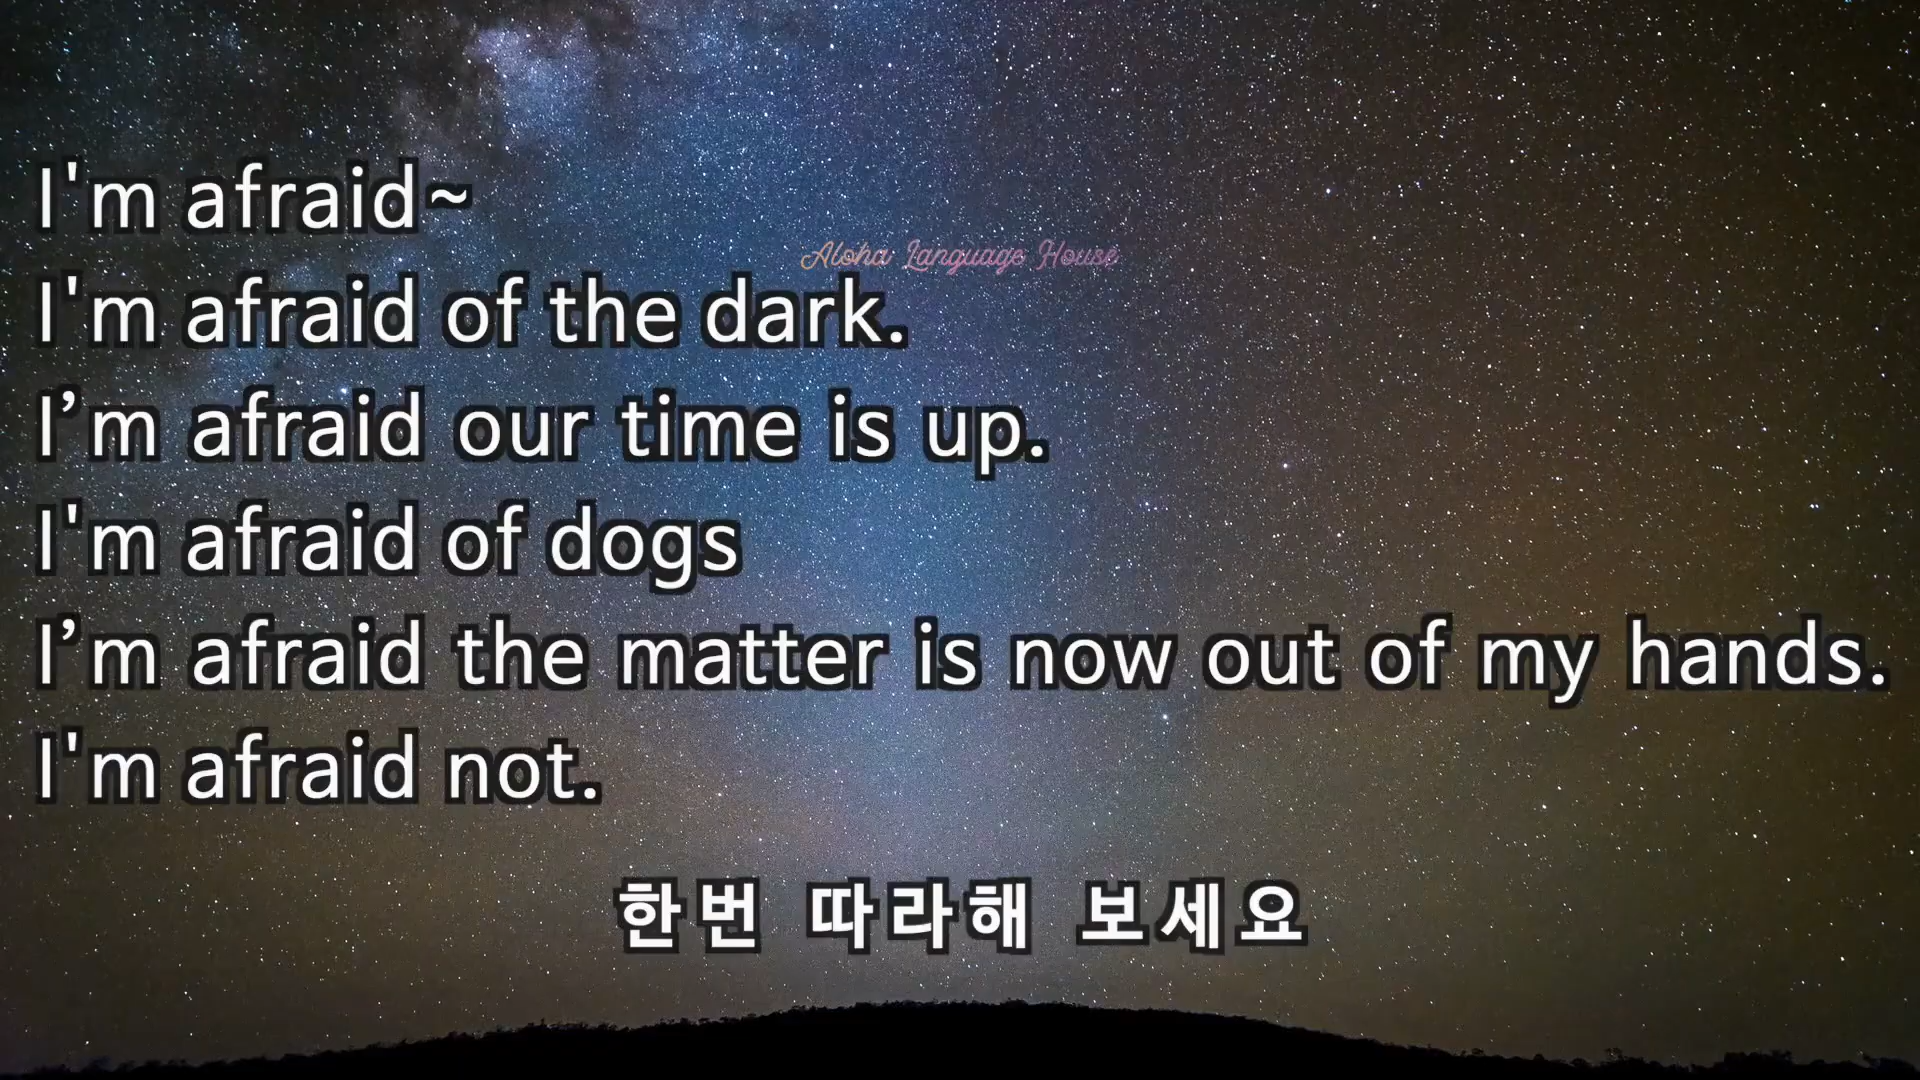 I'm afraid~
Aloha Language House
I'm afraid of the dark.
I’m afraid our time is up.
I'm afraid of dogs
I’m afraid the matter is now out of my hands.
I'm afraid not.
한번 따라해 보세요